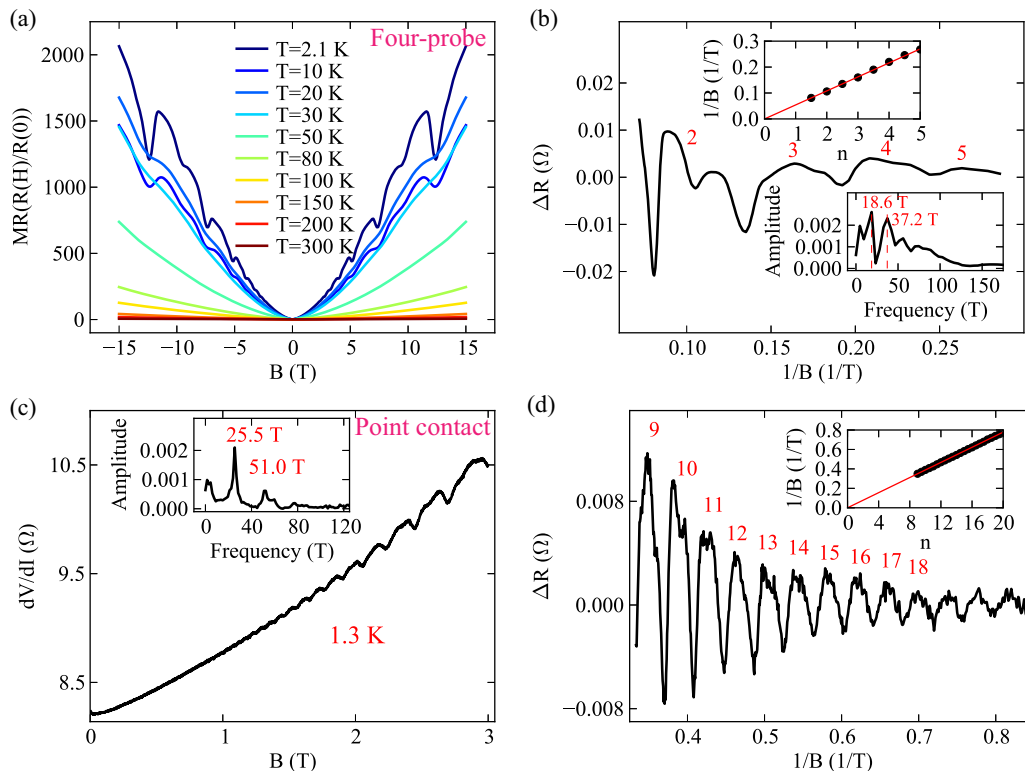 (a)
Four-probe
MR(R(H)/R(0))
2000
1500
1000
500
0
T=2.1 K
T=10 K
T=20 K
T=30 K
T=50 K
T=80 K
T=100 K
T=150 K
T=200 K
T=300 K
−15 −10 −5 0 5 10 15
B (T)
(b)
ΔR (Ω)
0.02
0.01
0.00
−0.01
−0.02
2 3 4 5
1/B (1/T)
0.3
0.2
0.1
0.0
0 1 2 3 4 5
n
18.6 T
37.2 T
Amplitude
0.002
0.001
0.000
0 50 100 150
Frequency (T)
0.10 0.15 0.20 0.25
1/B (1/T)
(c)
Point contact
dV/dI (Ω)
10.5
9.5
8.5
Amplitude
0.002
0.001
0.000
25.5 T
51.0 T
0 40 80 120
Frequency (T)
1.3 K
0 1 2 3
B (T)
(d)
ΔR (Ω)
0.008
0.000
−0.008
9 10 11 12 13 14 15 16 17 18
1/B (1/T)
0.8
0.6
0.4
0.2
0.0
0 4 8 12 16 20
n
0.4 0.5 0.6 0.7 0.8
1/B (1/T)